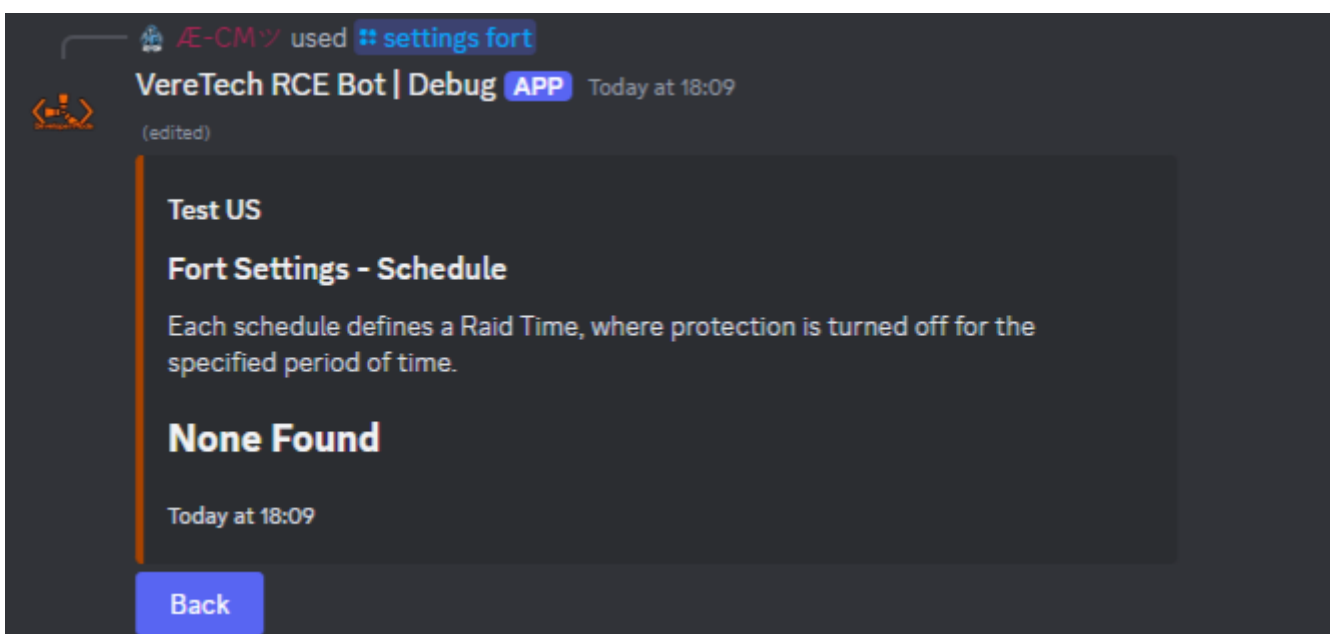 Æ-CMツ used settings fort
VereTech RCE Bot | Debug APP Today at 18:09
(edited)
Test US
Fort Settings - Schedule
Each schedule defines a Raid Time, where protection is turned off for the
specified period of time.
None Found
Today at 18:09
Back